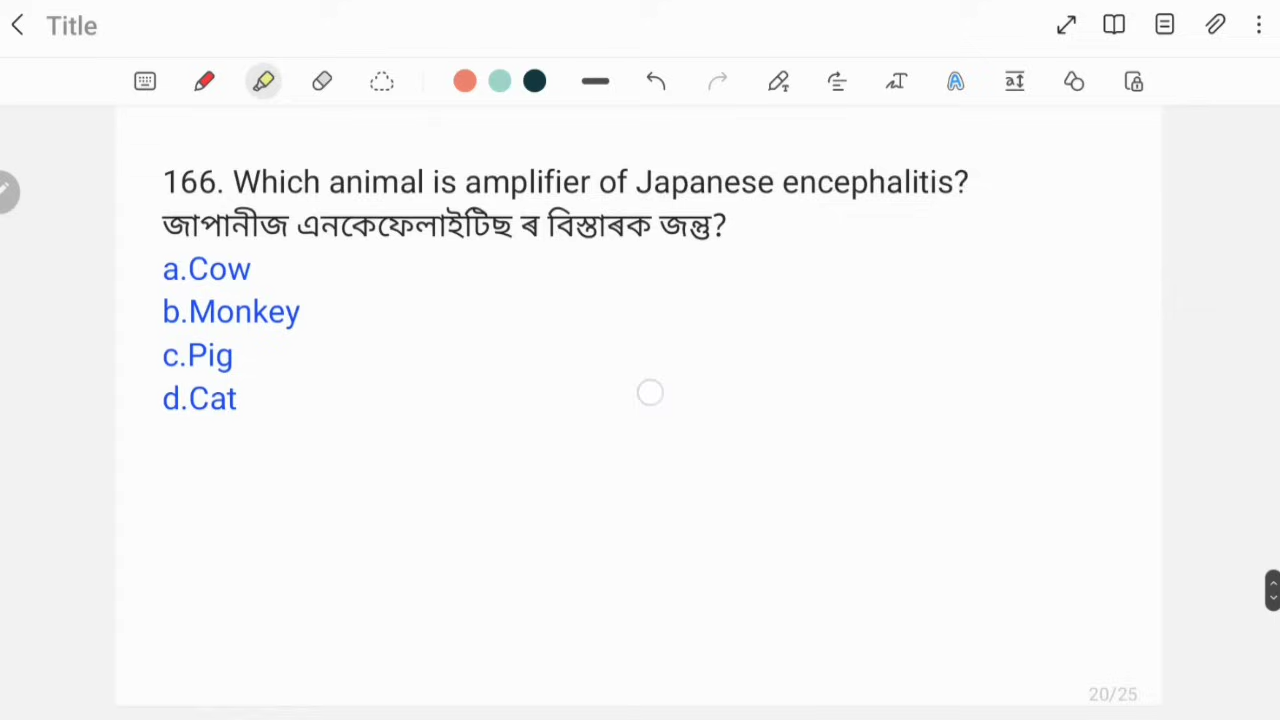 Title
166. Which animal is amplifier of Japanese encephalitis?
জাপানীজ এনকেফেলাইটিছ ৰ বিস্তাৰক জন্তু?
a.Cow
b.Monkey
c.Pig
d.Cat
20/25